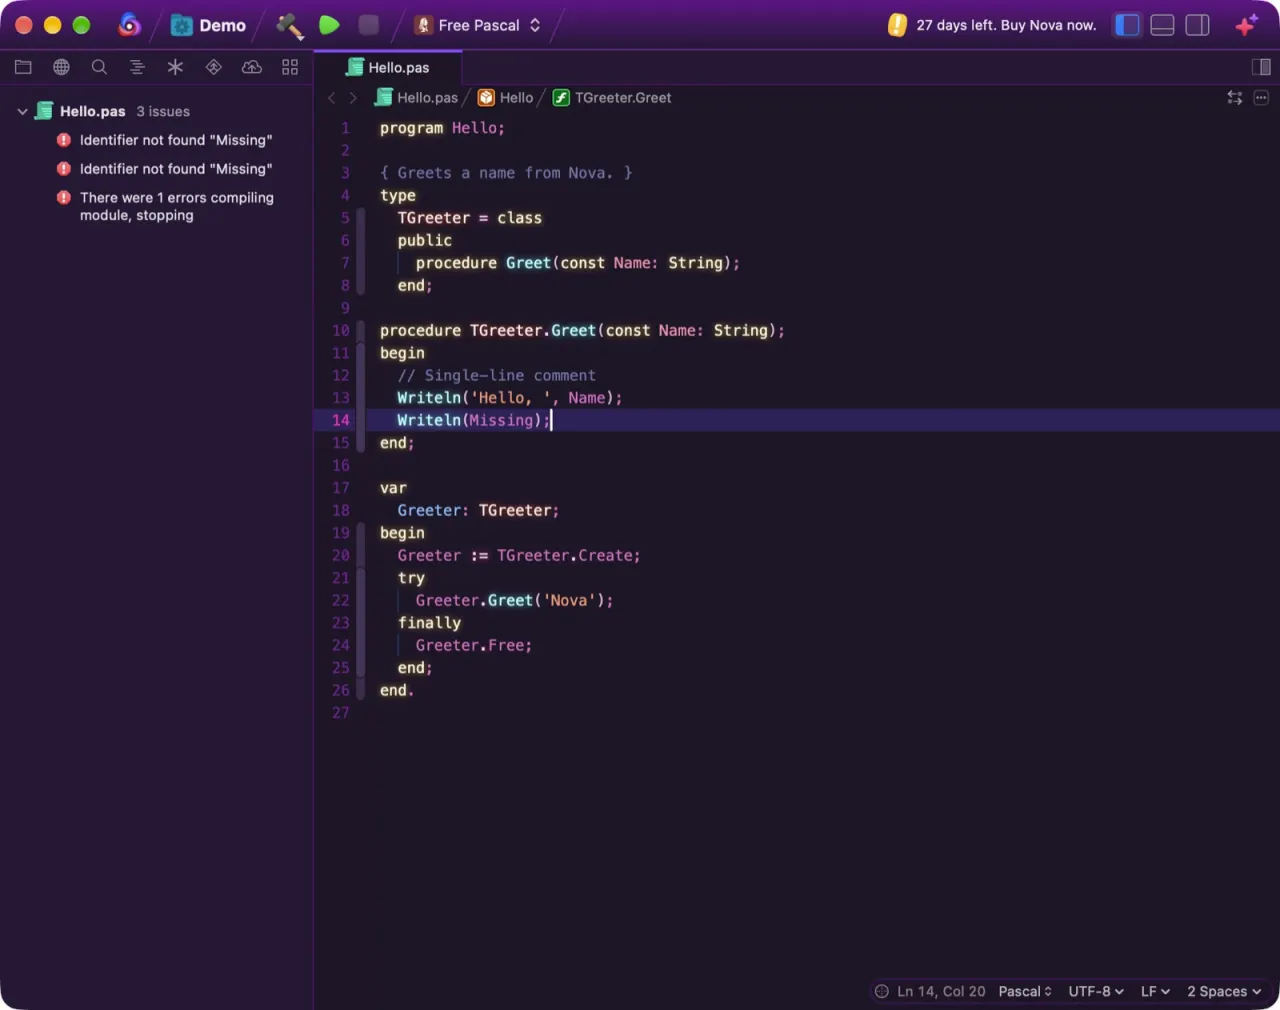 Demo
Free Pascal
27 days left. Buy Nova now.
Hello.pas
Hello.pas 3 issues
Identifier not found "Missing"
Identifier not found "Missing"
There were 1 errors compiling
module, stopping
Hello.pas Hello TGreeter.Greet
1 program Hello;
2
3 { Greets a name from Nova. }
4 type
5 TGreeter = class
6 public
7 procedure Greet(const Name: String);
8 end;
9
10 procedure TGreeter.Greet(const Name: String);
11 begin
12 // Single-line comment
13 Writeln('Hello, ', Name);
14 Writeln(Missing);
15 end;
16
17 var
18 Greeter: TGreeter;
19 begin
20 Greeter := TGreeter.Create;
21 try
22 Greeter.Greet('Nova');
23 finally
24 Greeter.Free;
25 end;
26 end.
27
Ln 14, Col 20 Pascal UTF-8 LF 2 Spaces